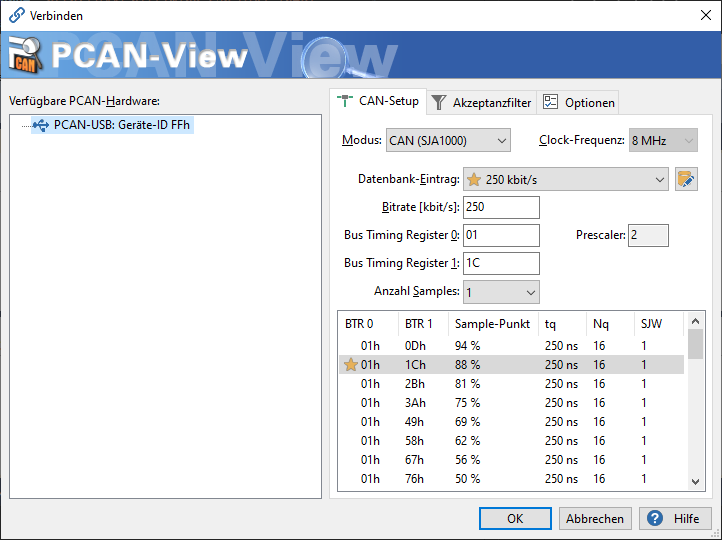 Verbinden
PCAN-View
Verfügbare PCAN-Hardware:
PCAN-USB: Geräte-ID FFh
CAN-Setup Akzeptanzfilter Optionen
Modus: CAN (SJA1000) Clock-Frequenz: 8 MHz
Datenbank-Eintrag: 250 kbit/s
Bitrate [kbit/s]: 250
Bus Timing Register 0: 01 Prescaler: 2
Bus Timing Register 1: 1C
Anzahl Samples: 1
BTR 0 BTR 1 Sample-Punkt tq Nq SJW
01h 0Dh 94 % 250 ns 16 1
01h 1Ch 88 % 250 ns 16 1
01h 2Bh 81 % 250 ns 16 1
01h 3Ah 75 % 250 ns 16 1
01h 49h 69 % 250 ns 16 1
01h 58h 62 % 250 ns 16 1
01h 67h 56 % 250 ns 16 1
01h 76h 50 % 250 ns 16 1
OK Abbrechen Hilfe